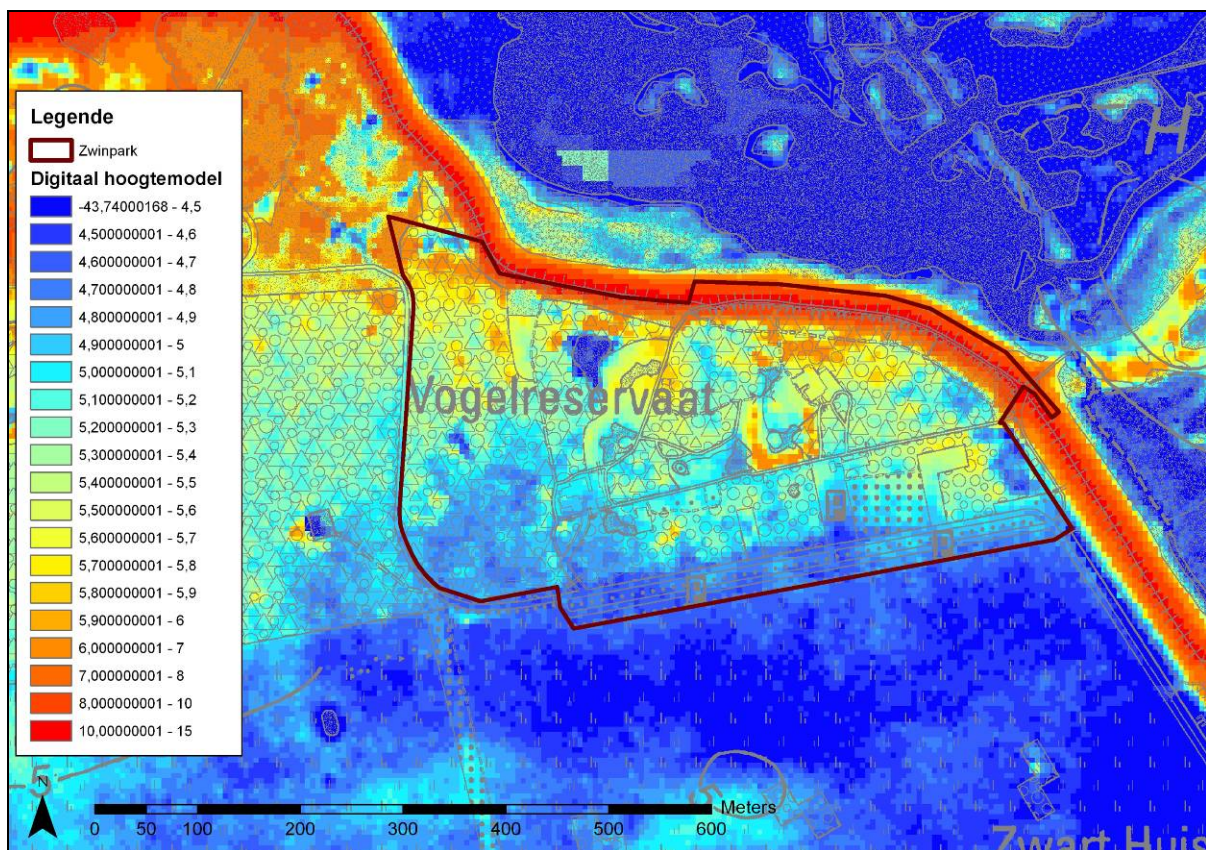 Legende
Zwinpark
Digitaal hoogtemodel
-43,74000168 - 4,5
4,500000001 - 4,6
4,600000001 - 4,7
4,700000001 - 4,8
4,800000001 - 4,9
4,900000001 - 5
5,000000001 - 5,1
5,100000001 - 5,2
5,200000001 - 5,3
5,300000001 - 5,4
5,400000001 - 5,5
5,500000001 - 5,6
5,600000001 - 5,7
5,700000001 - 5,8
5,800000001 - 5,9
5,900000001 - 6
6,000000001 - 7
7,000000001 - 8
8,000000001 - 10
10,00000001 - 15
H
Vogelreservaat
P
P
P
5
N
Meters
0 50 100 200 300 400 500 600
Zwart Huis